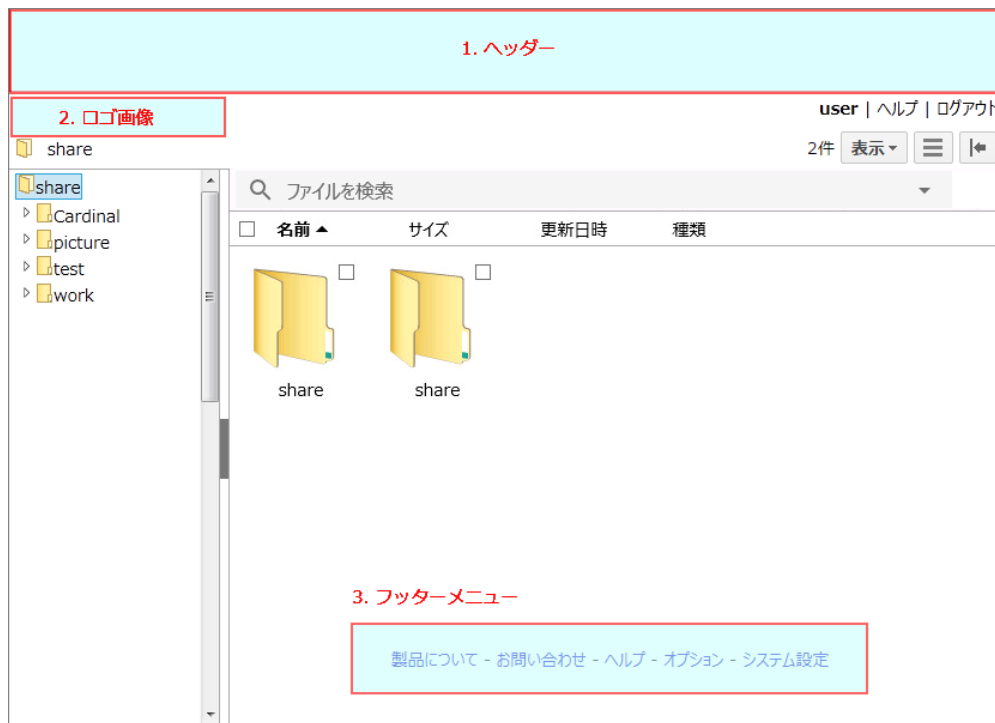 1. ヘッダー
2. ロゴ画像
user | ヘルプ | ログアウト
share
2件 表示
share
Cardinal
picture
test
work
ファイルを検索
名前 サイズ 更新日時 種類
share share
3. フッターメニュー
製品について - お問い合わせ - ヘルプ - オプション - システム設定